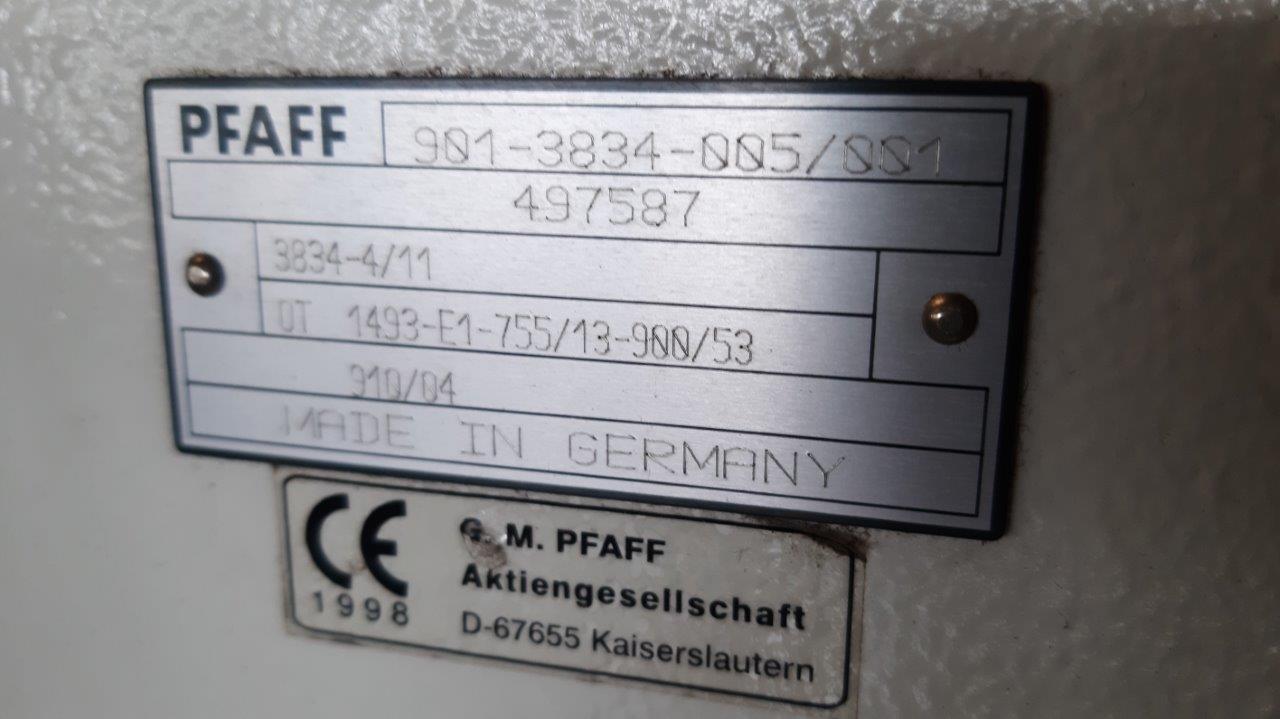 PFAFF 901-3834-005/001
497587
3834-4/11
OT 1493-E1-755/13-900/53
910/04
MADE IN GERMANY
CE
1998
G. M. PFAFF
Aktiengesellschaft
D-67655 Kaiserslautern